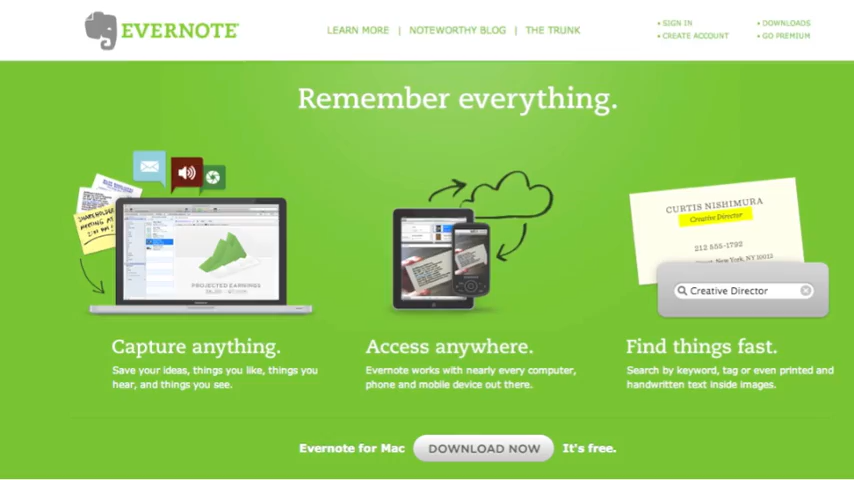 EVERNOTE
LEARN MORE | NOTEWORTHY BLOG | THE TRUNK
• SIGN IN
• CREATE ACCOUNT
• DOWNLOADS
• GO PREMIUM
Remember everything.
PROJECTED EARNINGS
CURTIS NISHIMURA
Creative Director
212 555-1792
New York, NY 10012
Creative Director
Capture anything.
Save your ideas, things you like, things you
hear, and things you see.
Access anywhere.
Evernote works with nearly every computer,
phone and mobile device out there.
Find things fast.
Search by keyword, tag or even printed and
handwritten text inside images.
Evernote for Mac DOWNLOAD NOW It's free.